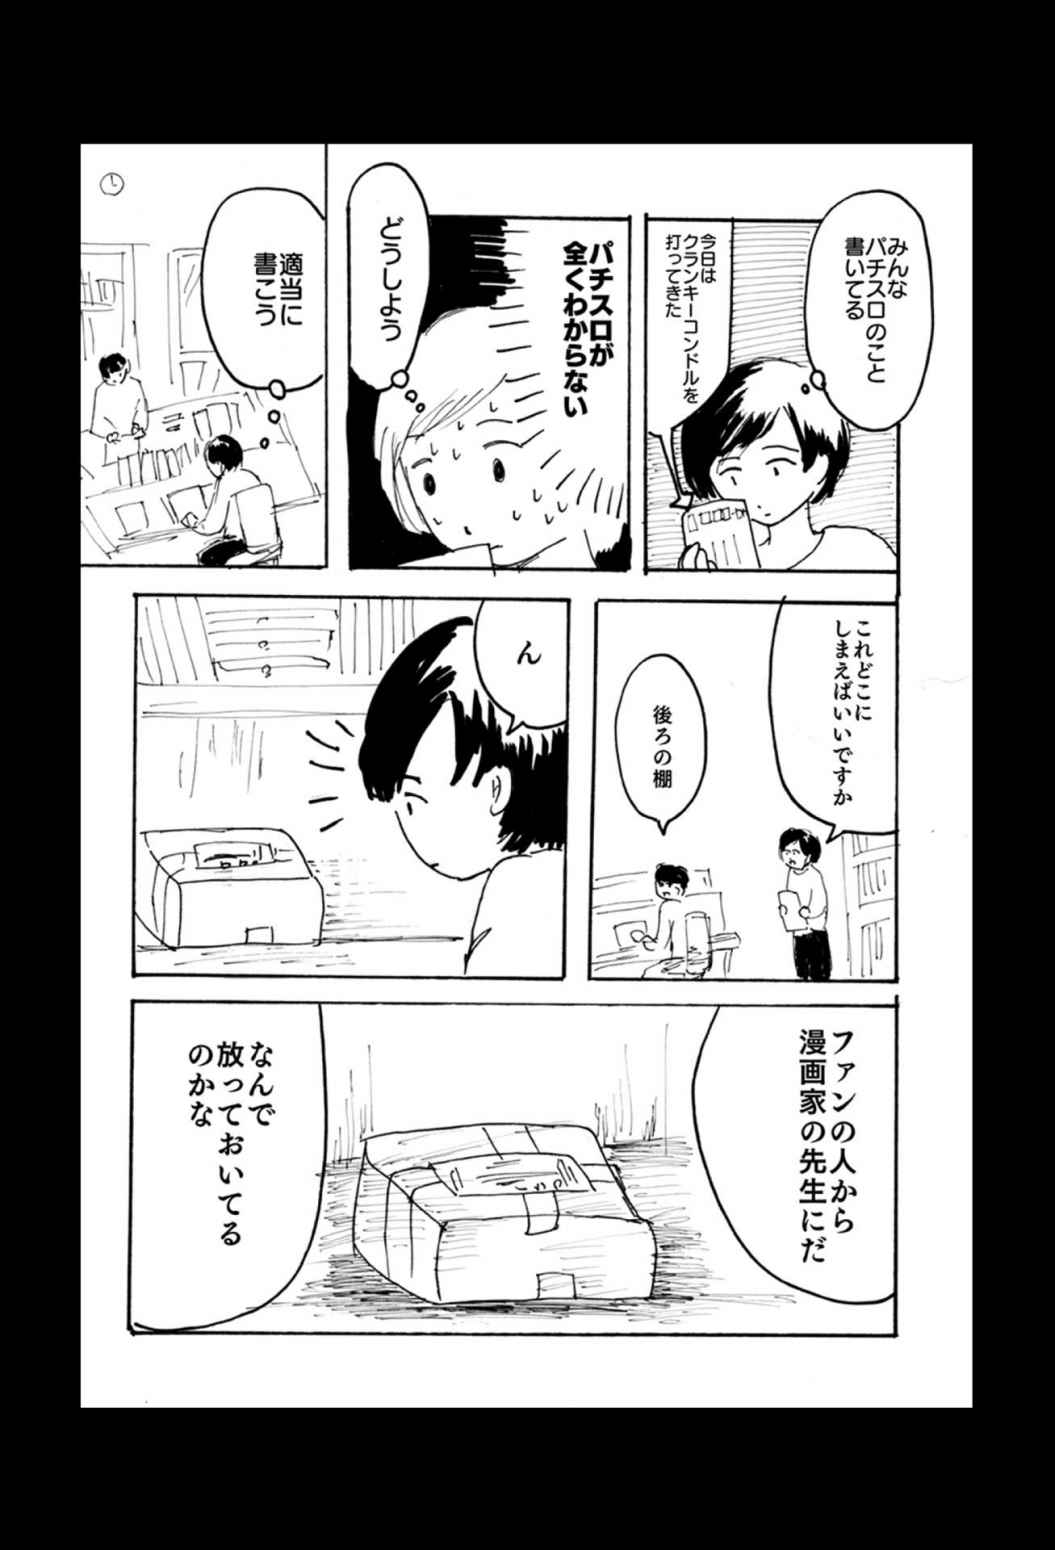 みんな
パチスロのこと
書いてる
今日は
クランキーコンドルを
打ってきた
パチスロが
全くわからない
どうしよう
適当に
書こう
これどこに
しまえばいいですか
後ろの棚
ん
ファンの人から
漫画家の先生にだ
なんで
放っておいてる
のかな